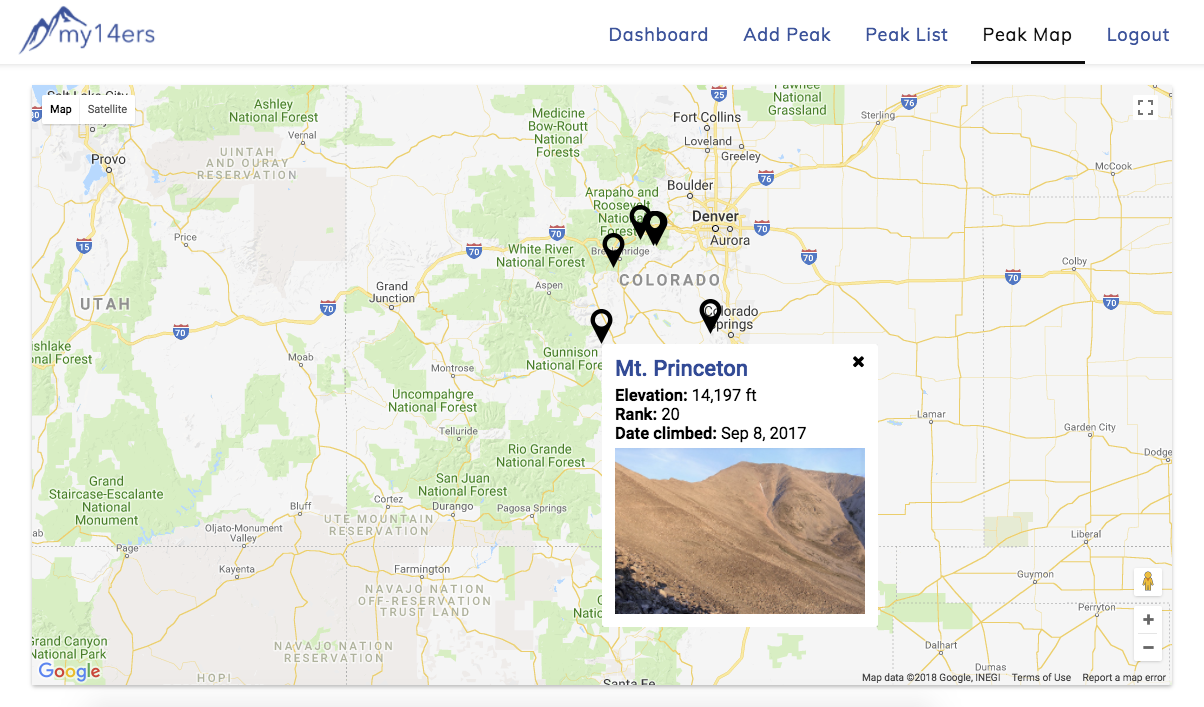 my14ers
Dashboard
Add Peak
Peak List
Peak Map
Logout
Map
Satellite
Salt Lake City
Provo
Ashley
National Forest
Vernal
UINTAH
AND OURAY
RESERVATION
Price
UTAH
15
70
Moab
Grand
Junction
70
70
70
Medicine
Bow-Routt
National
Forests
White River
National Forest
Aspen
Arapaho and
Roosevelt
National
Forest
Fort Collins
Loveland
Greeley
Boulder
Denver
Aurora
COLORADO
Colorado
Springs
25
76
76
70
70
70
70
Pawnee
National
Grassland
Sterling
McCook
Colby
Gunnison
National Fore
Montrose
Uncompahgre
National Forest
Telluride
Rio Grande
National Forest
San Juan
National Forest
Durango
Pagosa Springs
Cortez
UTE MOUNTAIN
RESERVATION
Bluff
Oljato-Monument
Valley
Kayenta
Farmington
NAVAJO NATION
OFF-RESERVATION
TRUST LAND
NAVAJO NATION
RESERVATION
HOPI
ishlake
nal Forest
Grand
Staircase-Escalante
National
Monument
ab
Page
Grand Canyon
National Park
Google
Mt. Princeton
Elevation: 14,197 ft
Rank: 20
Date climbed: Sep 8, 2017
Lamar
Garden City
Dodge
Liberal
Guymon
Perryton
Dalhart
Dumas
Santa Fe
Map data ©2018 Google, INEGI
Terms of Use
Report a map error